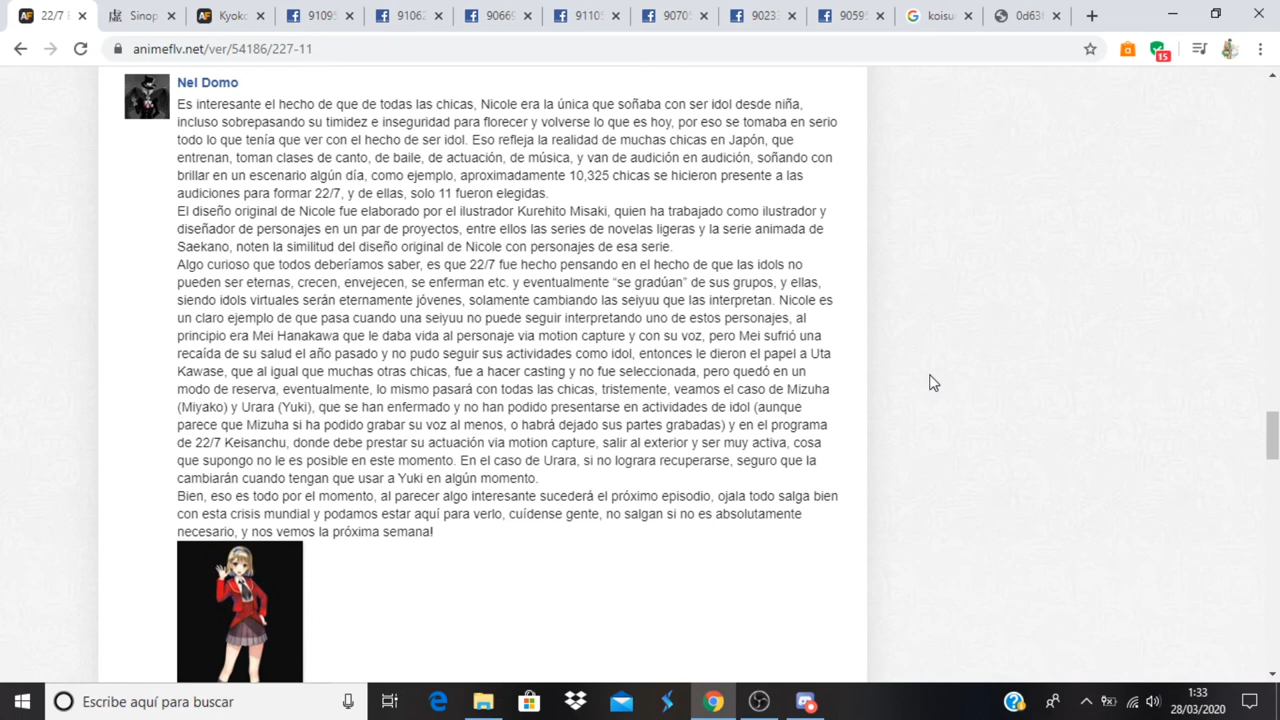 22/7 E
Sinop
Kyoko
91095
91062
90669
91105
90705
90233
90595
koisu
0d63f
animeflv.net/ver/54186/227-11
15
Nel Domo
Es interesante el hecho de que de todas las chicas, Nicole era la única que soñaba con ser idol desde niña,
incluso sobrepasando su timidez e inseguridad para florecer y volverse lo que es hoy, por eso se tomaba en serio
todo lo que tenía que ver con el hecho de ser idol. Eso refleja la realidad de muchas chicas en Japón, que
entrenan, toman clases de canto, de baile, de actuación, de música, y van de audición en audición, soñando con
brillar en un escenario algún día, como ejemplo, aproximadamente 10,325 chicas se hicieron presente a las
audiciones para formar 22/7, y de ellas, solo 11 fueron elegidas.
El diseño original de Nicole fue elaborado por el ilustrador Kurehito Misaki, quien ha trabajado como ilustrador y
diseñador de personajes en un par de proyectos, entre ellos las series de novelas ligeras y la serie animada de
Saekano, noten la similitud del diseño original de Nicole con personajes de esa serie.
Algo curioso que todos deberíamos saber, es que 22/7 fue hecho pensando en el hecho de que las idols no
pueden ser eternas, crecen, envejecen, se enferman etc. y eventualmente “se gradúan” de sus grupos, y ellas,
siendo idols virtuales serán eternamente jóvenes, solamente cambiando las seiyuu que las interpretan. Nicole es
un claro ejemplo de que pasa cuando una seiyuu no puede seguir interpretando uno de estos personajes, al
principio era Mei Hanakawa que le daba vida al personaje via motion capture y con su voz, pero Mei sufrió una
recaída de su salud el año pasado y no pudo seguir sus actividades como idol, entonces le dieron el papel a Uta
Kawase, que al igual que muchas otras chicas, fue a hacer casting y no fue seleccionada, pero quedó en un
modo de reserva, eventualmente, lo mismo pasará con todas las chicas, tristemente, veamos el caso de Mizuha
(Miyako) y Urara (Yuki), que se han enfermado y no han podido presentarse en actividades de idol (aunque
parece que Mizuha si ha podido grabar su voz al menos, o habrá dejado sus partes grabadas) y en el programa
de 22/7 Keisanchu, donde debe prestar su actuación via motion capture, salir al exterior y ser muy activa, cosa
que supongo no le es posible en este momento. En el caso de Urara, si no lograra recuperarse, seguro que la
cambiarán cuando tengan que usar a Yuki en algún momento.
Bien, eso es todo por el momento, al parecer algo interesante sucederá el próximo episodio, ojala todo salga bien
con esta crisis mundial y podamos estar aquí para verlo, cuídense gente, no salgan si no es absolutamente
necesario, y nos vemos la próxima semana!
Escribe aquí para buscar
1:33
28/03/2020